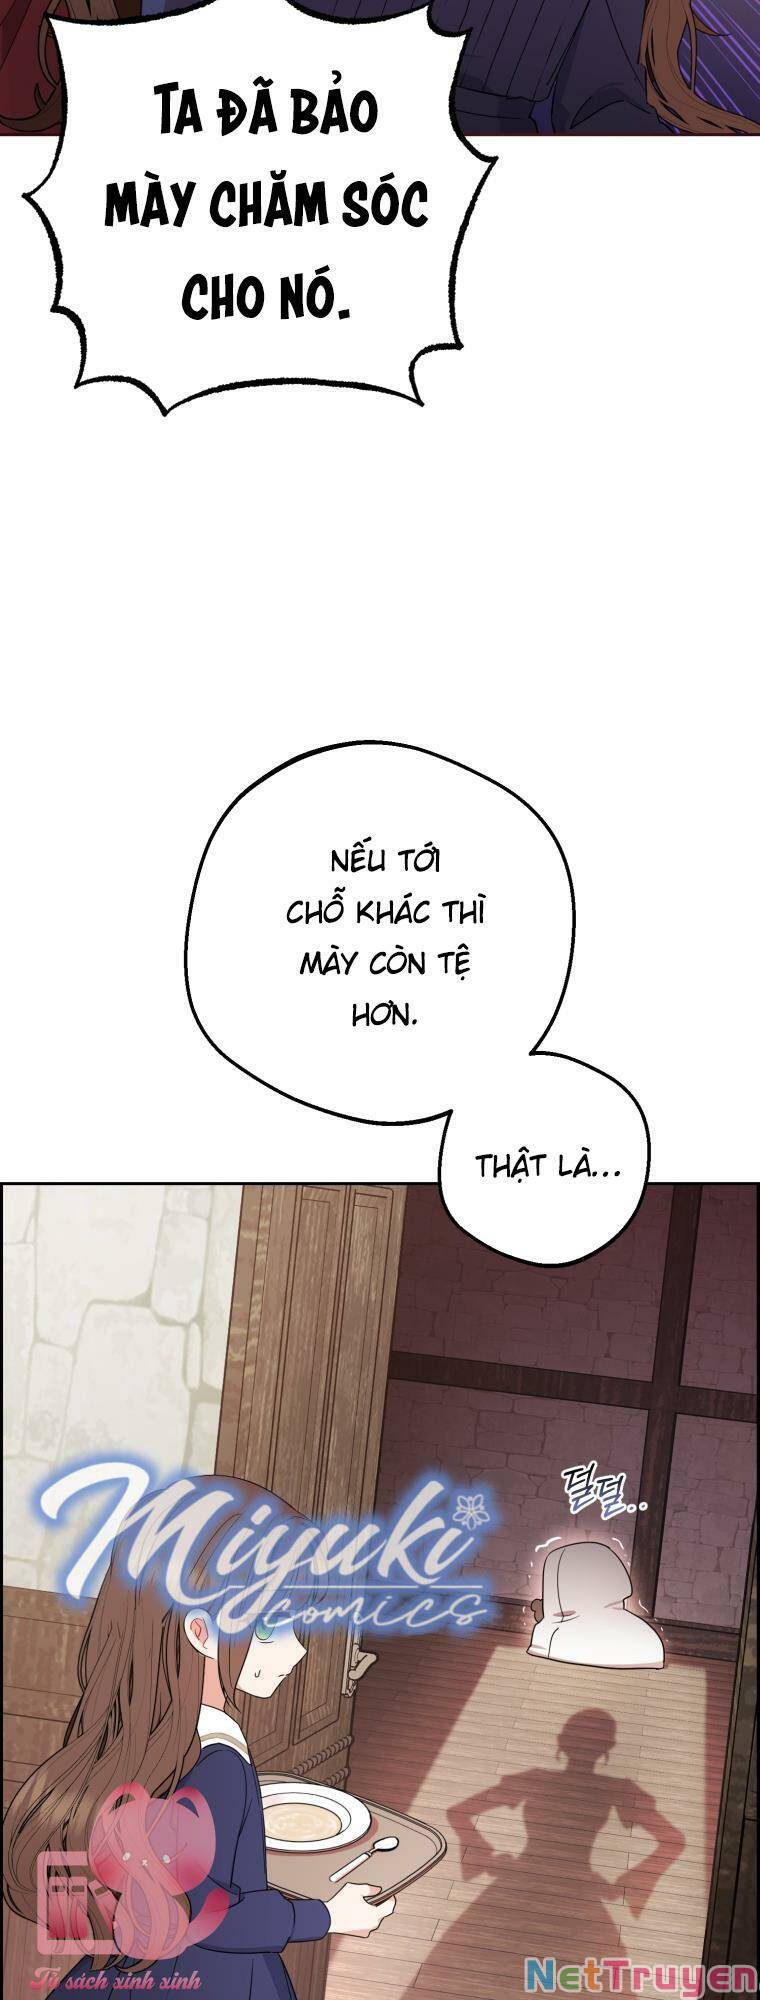 TA ĐÃ BẢO
MÀY CHĂM SÓC
CHO NÓ.
NẾU TỚI
CHỖ KHÁC THÌ
MÀY CÒN TỆ
HƠN.
THẬT LÀ...
덜덜..
Miyuki
comics
Tủ sách xinh xinh
NetTruyen